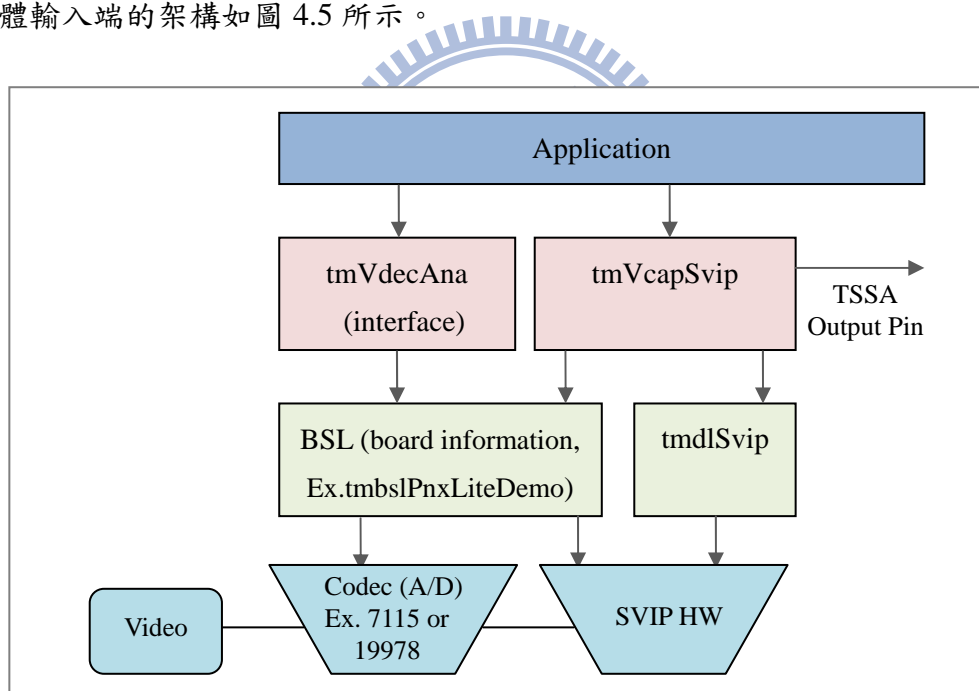 體輸入端的架構如圖 4.5 所示。
Application
tmVdecAna
(interface)
tmVcapSvip
TSSA
Output Pin
BSL (board information,
Ex.tmbslPnxLiteDemo)
tmdlSvip
Video
Codec (A/D)
Ex. 7115 or
19978
SVIP HW